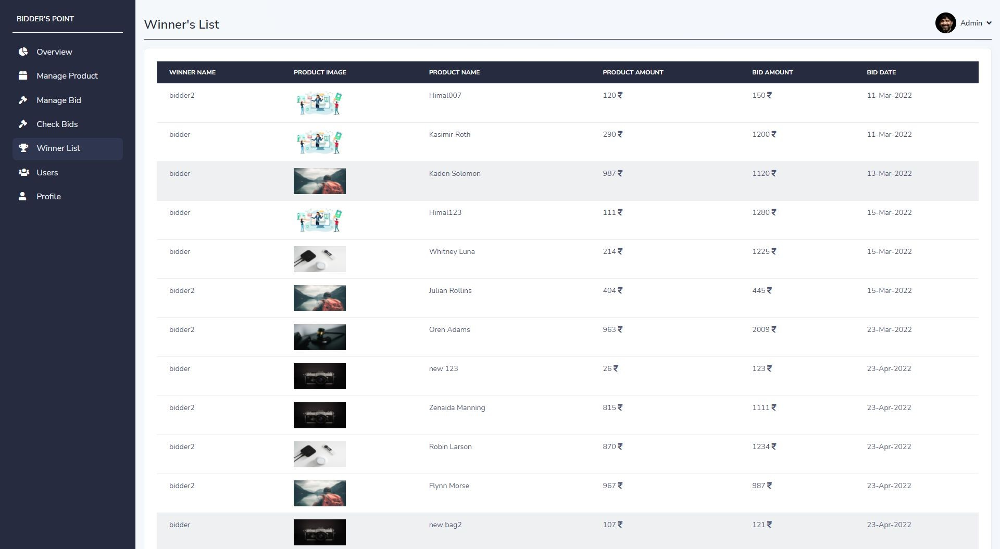 BIDDER'S POINT
Overview
Manage Product
Manage Bid
Check Bids
Winner List
Users
Profile
Winner's List
Admin
WINNER NAME PRODUCT IMAGE PRODUCT NAME PRODUCT AMOUNT BID AMOUNT BID DATE
bidder2 Himal007 120 ₹ 150 ₹ 11-Mar-2022
bidder Kasimir Roth 290 ₹ 1200 ₹ 11-Mar-2022
bidder Kaden Solomon 987 ₹ 1120 ₹ 13-Mar-2022
bidder Himal123 111 ₹ 1280 ₹ 15-Mar-2022
bidder Whitney Luna 214 ₹ 1225 ₹ 15-Mar-2022
bidder2 Julian Rollins 404 ₹ 445 ₹ 15-Mar-2022
bidder2 Oren Adams 963 ₹ 2009 ₹ 23-Mar-2022
bidder new 123 26 ₹ 123 ₹ 23-Apr-2022
bidder2 Zenaida Manning 815 ₹ 1111 ₹ 23-Apr-2022
bidder2 Robin Larson 870 ₹ 1234 ₹ 23-Apr-2022
bidder2 Flynn Morse 967 ₹ 987 ₹ 23-Apr-2022
bidder new bag2 107 ₹ 121 ₹ 23-Apr-2022